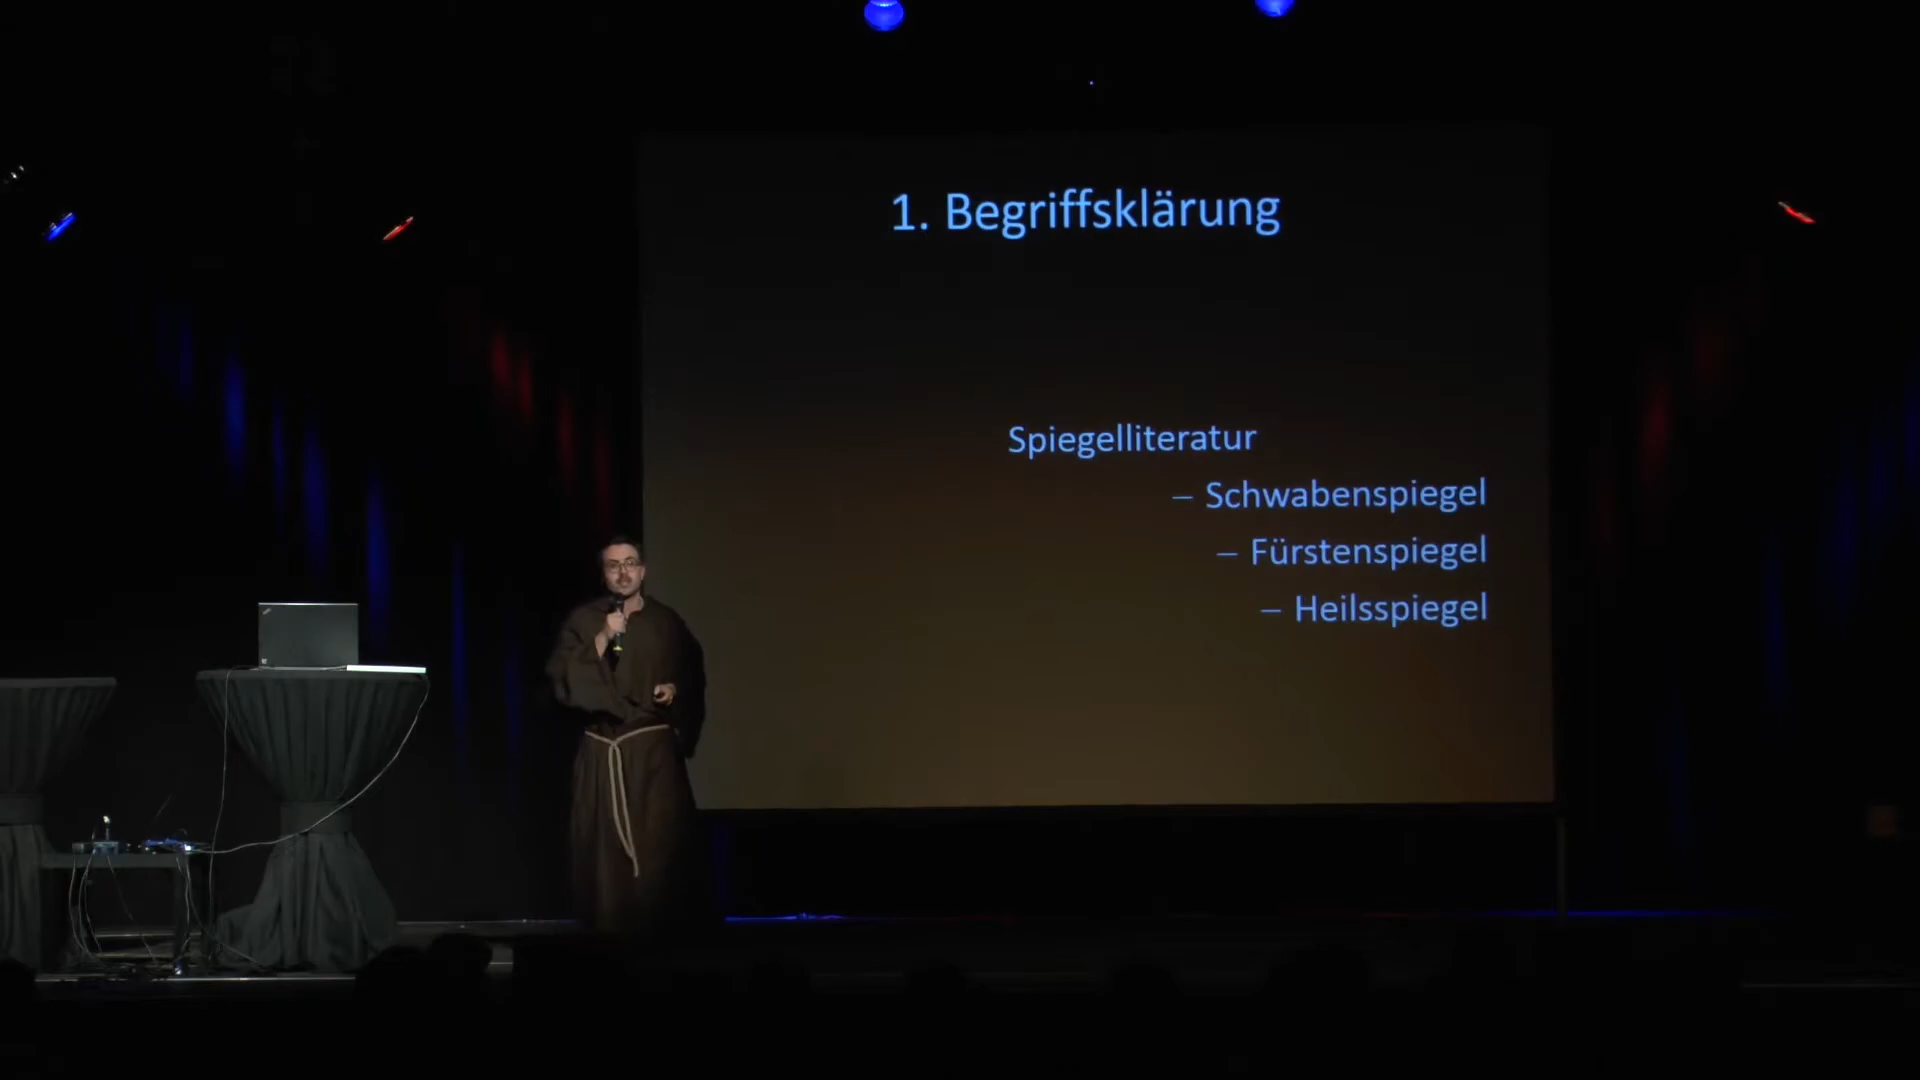 1. Begriffsklärung
Spiegelliteratur
– Schwabenspiegel
– Fürstenspiegel
– Heilsspiegel